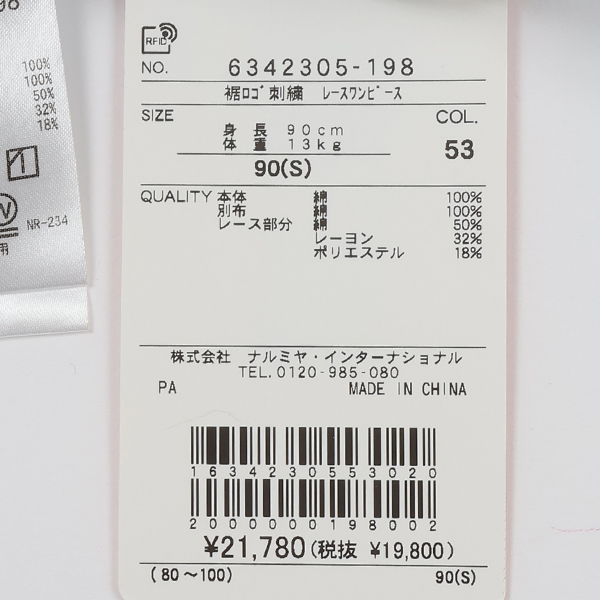 98
100%
100%
50%
32%
18%
NR-234
RFID
NO. 6342305-198
裾ロゴ刺繍 レースワンピース
SIZE COL.
身長 90cm
体重 13kg
53
90(S)
QUALITY 本体 綿 100%
別布 綿 100%
レース部分 綿 50%
レーヨン 32%
ポリエステル 18%
株式会社 ナルミヤ・インターナショナル
TEL.0120-985-080
PA MADE IN CHINA
1634230553020
2000000198002
¥21,780(税抜 ¥19,800)
(80〜100) 90(S)